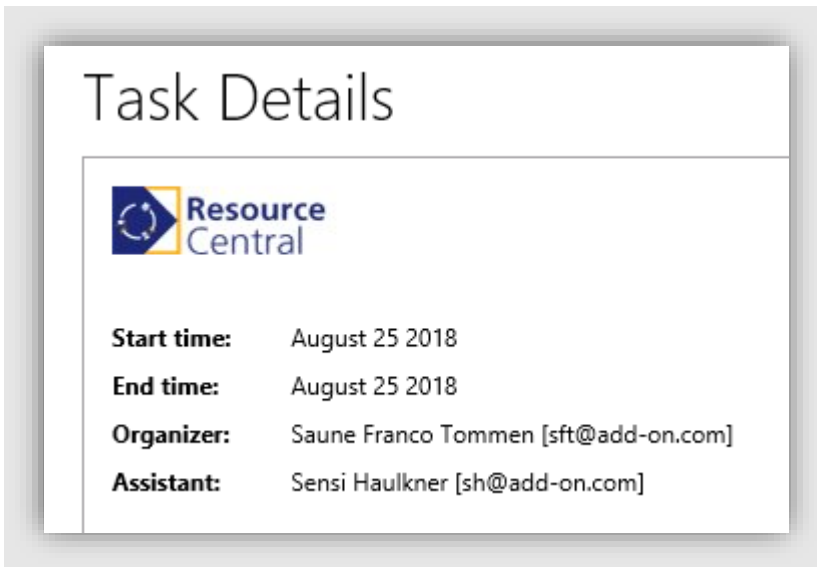 Task Details
Resource
Central
Start time: August 25 2018
End time: August 25 2018
Organizer: Saune Franco Tommen [sft@add-on.com]
Assistant: Sensi Haulkner [sh@add-on.com]